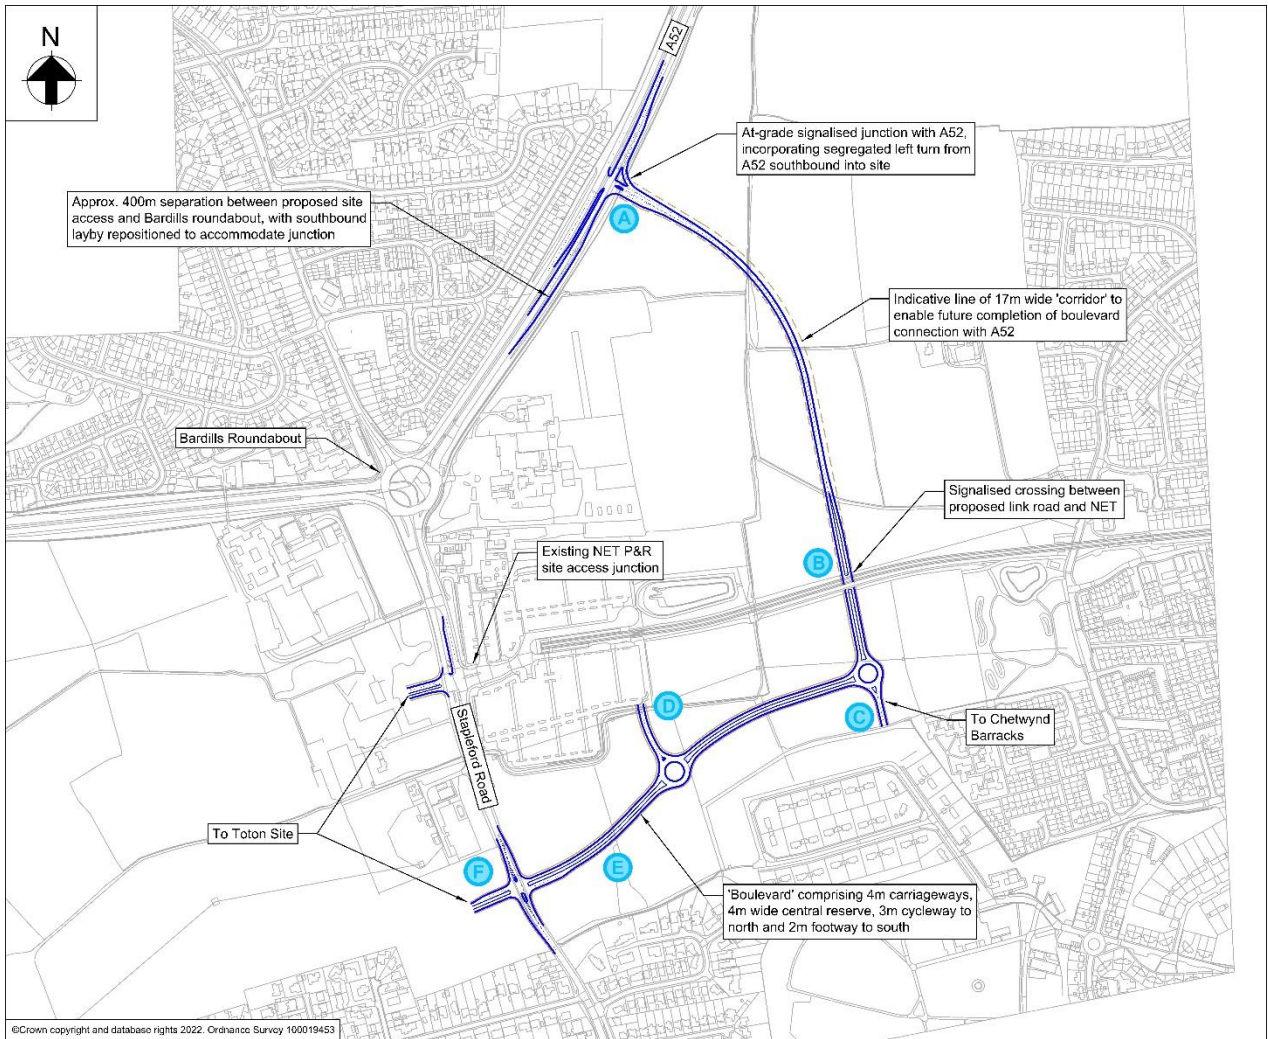 N
A52
At-grade signalised junction with A52,
incorporating segregated left turn from
A52 southbound into site
Approx. 400m separation between proposed site
access and Bardills roundabout, with southbound
layby repositioned to accommodate junction
A
Indicative line of 17m wide 'corridor' to
enable future completion of boulevard
connection with A52
Bardills Roundabout
Signalised crossing between
proposed link road and NET
Existing NET P&R
site access junction
B
D
C
To Chetwynd
Barracks
Stapleford Road
To Toton Site
F
E
'Boulevard' comprising 4m carriageways,
4m wide central reserve, 3m cycleway to
north and 2m footway to south
©Crown copyright and database rights 2022. Ordnance Survey 100019453